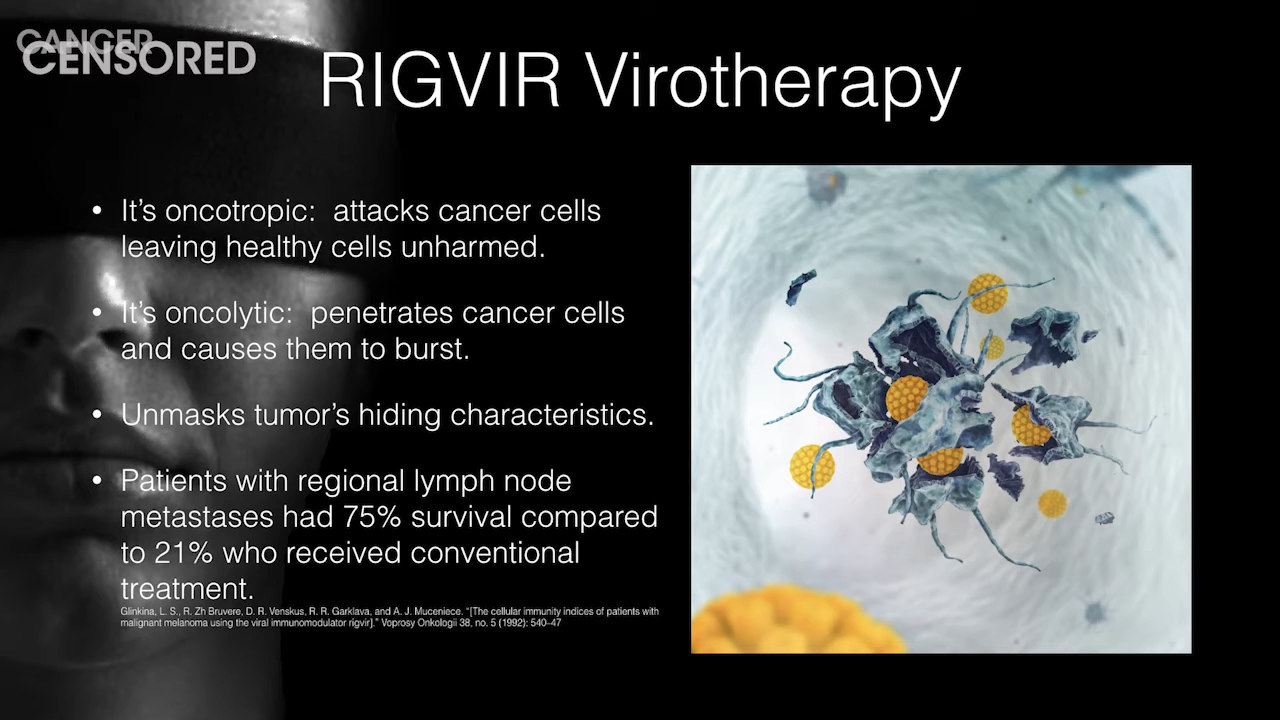 CANCER
CENSORED
RIGVIR Virotherapy
• It's oncotropic: attacks cancer cells
leaving healthy cells unharmed.
• It's oncolytic: penetrates cancer cells
and causes them to burst.
• Unmasks tumor's hiding characteristics.
• Patients with regional lymph node
metastases had 75% survival compared
to 21% who received conventional
treatment.
Glinkina, L. S., R. Zh Bruvere, D. R. Venskus, R. R. Garklava, and A. J. Muceniece. "[The cellular immunity indices of patients with
malignant melanoma using the viral immunomodulator rigvir]." Voprosy Onkologii 38, no. 5 (1992): 540–47